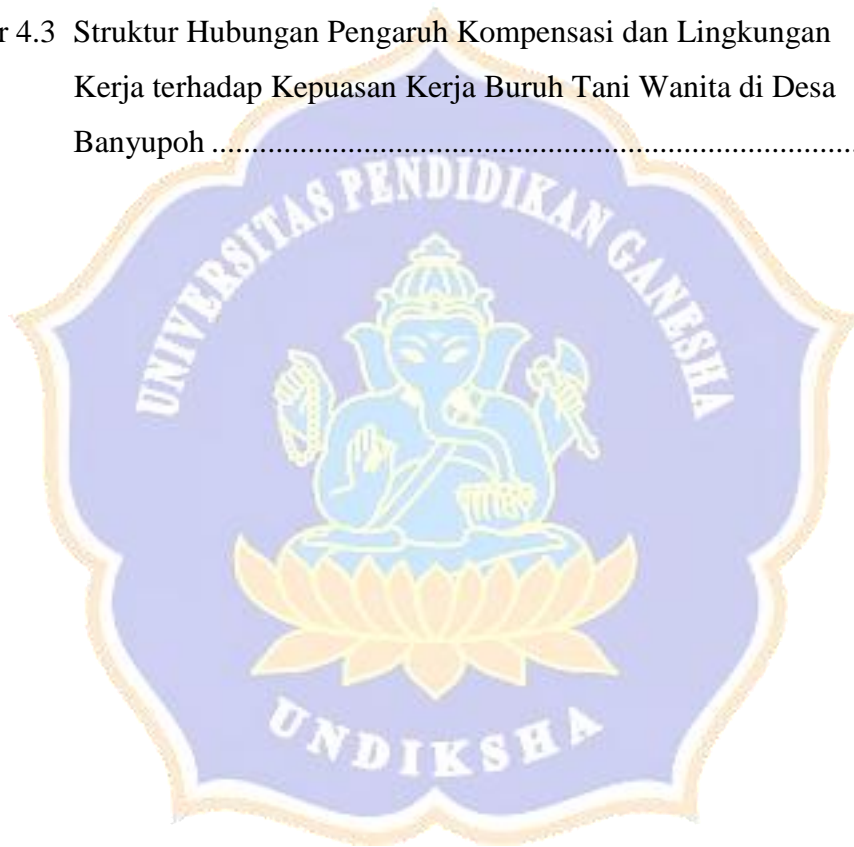 r 4.3 Struktur Hubungan Pengaruh Kompensasi dan Lingkungan
Kerja terhadap Kepuasan Kerja Buruh Tani Wanita di Desa
Banyupoh ................................................................................
UNIVERSITAS PENDIDIKAN GANESHA
UNDIKSHA